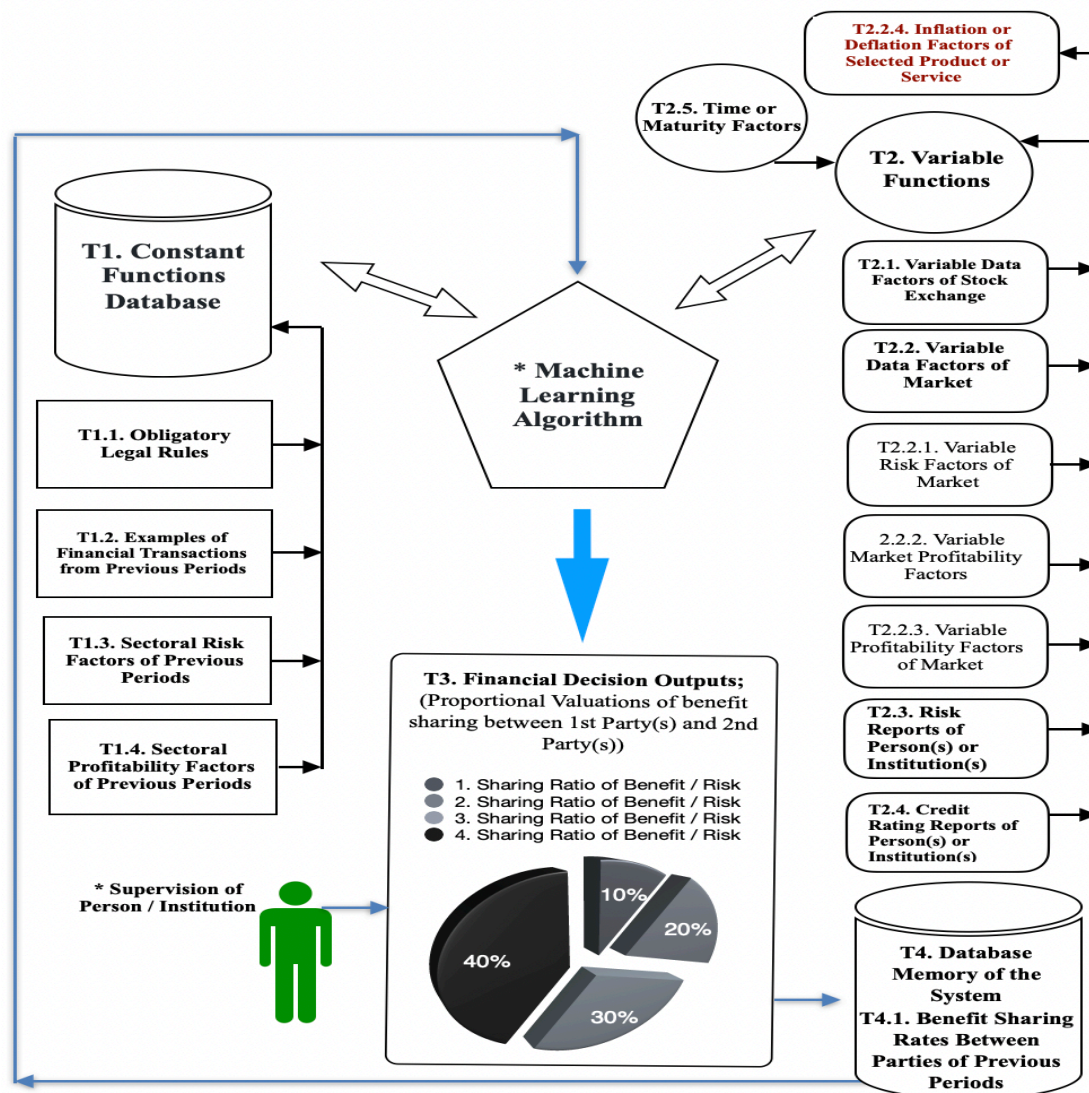 T2.2.4. Inflation or
Deflation Factors of
Selected Product or
Service
T2.5. Time or
Maturity Factors
T2. Variable
Functions
T1. Constant
Functions
Database
T2.1. Variable Data
Factors of Stock
Exchange
* Machine
Learning
Algorithm
T2.2. Variable
Data Factors of
Market
T1.1. Obligatory
Legal Rules
T2.2.1. Variable
Risk Factors of
Market
T1.2. Examples of
Financial Transactions
from Previous Periods
2.2.2. Variable
Market Profitability
Factors
T1.3. Sectoral Risk
Factors of Previous
Periods
T2.2.3. Variable
Profitability Factors
of Market
T1.4. Sectoral
Profitability Factors
of Previous Periods
T3. Financial Decision Outputs;
(Proportional Valuations of benefit
sharing between 1st Party(s) and 2nd
Party(s))
1. Sharing Ratio of Benefit / Risk
2. Sharing Ratio of Benefit / Risk
3. Sharing Ratio of Benefit / Risk
4. Sharing Ratio of Benefit / Risk
10%
20%
30%
40%
T2.3. Risk
Reports of
Person(s) or
Institution(s)
T2.4. Credit
Rating Reports of
Person(s) or
Institution(s)
* Supervision of
Person / Institution
T4. Database
Memory of the
System
T4.1. Benefit Sharing
Rates Between
Parties of Previous
Periods